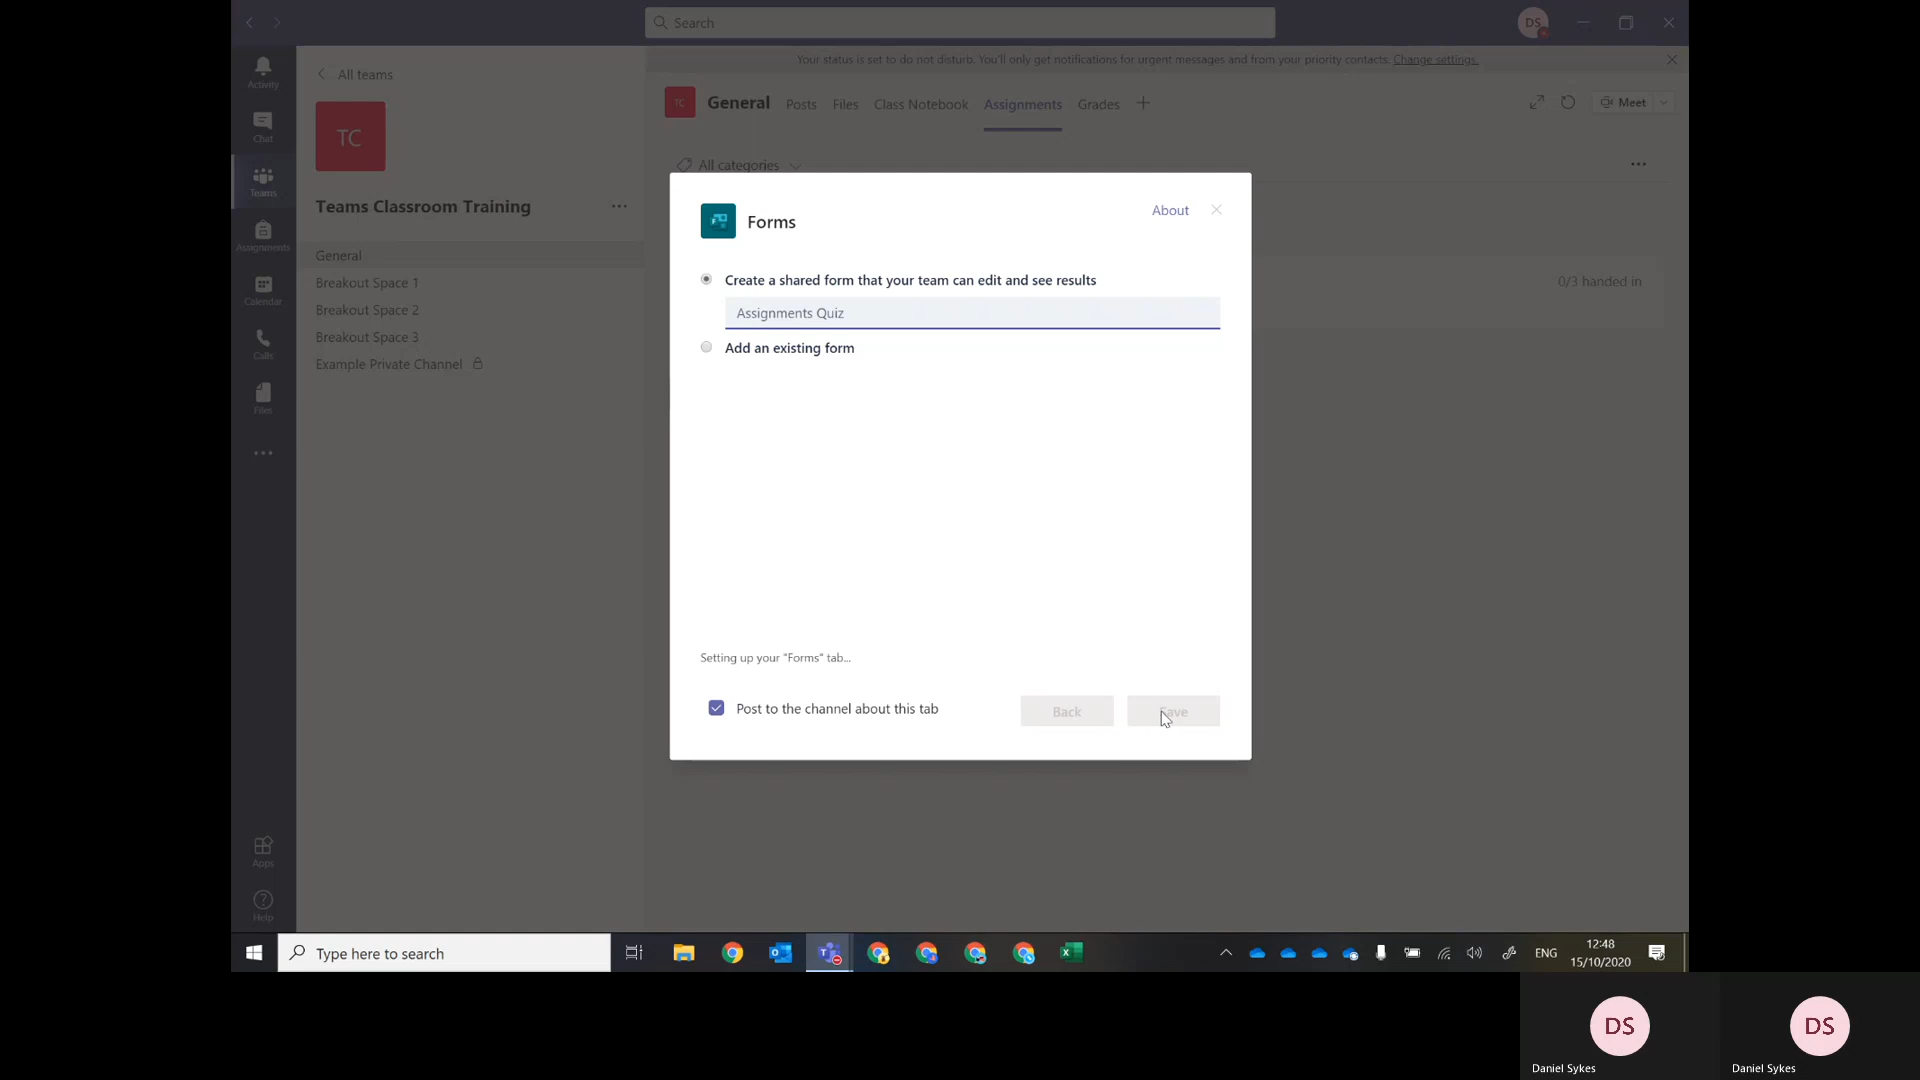 Search
DS
Your status is set to do not disturb. You'll only get notifications for urgent messages and from your priority contacts. Change settings.
Activity
Chat
Teams
Assignments
Calendar
Calls
Files
Apps
Help
All teams
TC
Teams Classroom Training
General
Breakout Space 1
Breakout Space 2
Breakout Space 3
Example Private Channel
TC
General
Posts
Files
Class Notebook
Assignments
Grades
Meet
All categories
0/3 handed in
Forms
About
Create a shared form that your team can edit and see results
Assignments Quiz
Add an existing form
Setting up your "Forms" tab...
Post to the channel about this tab
Back
Save
Type here to search
ENG
12:48
15/10/2020
DS
Daniel Sykes
DS
Daniel Sykes